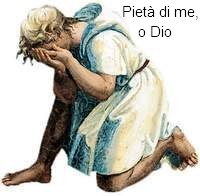 Pietà di me,
o Dio